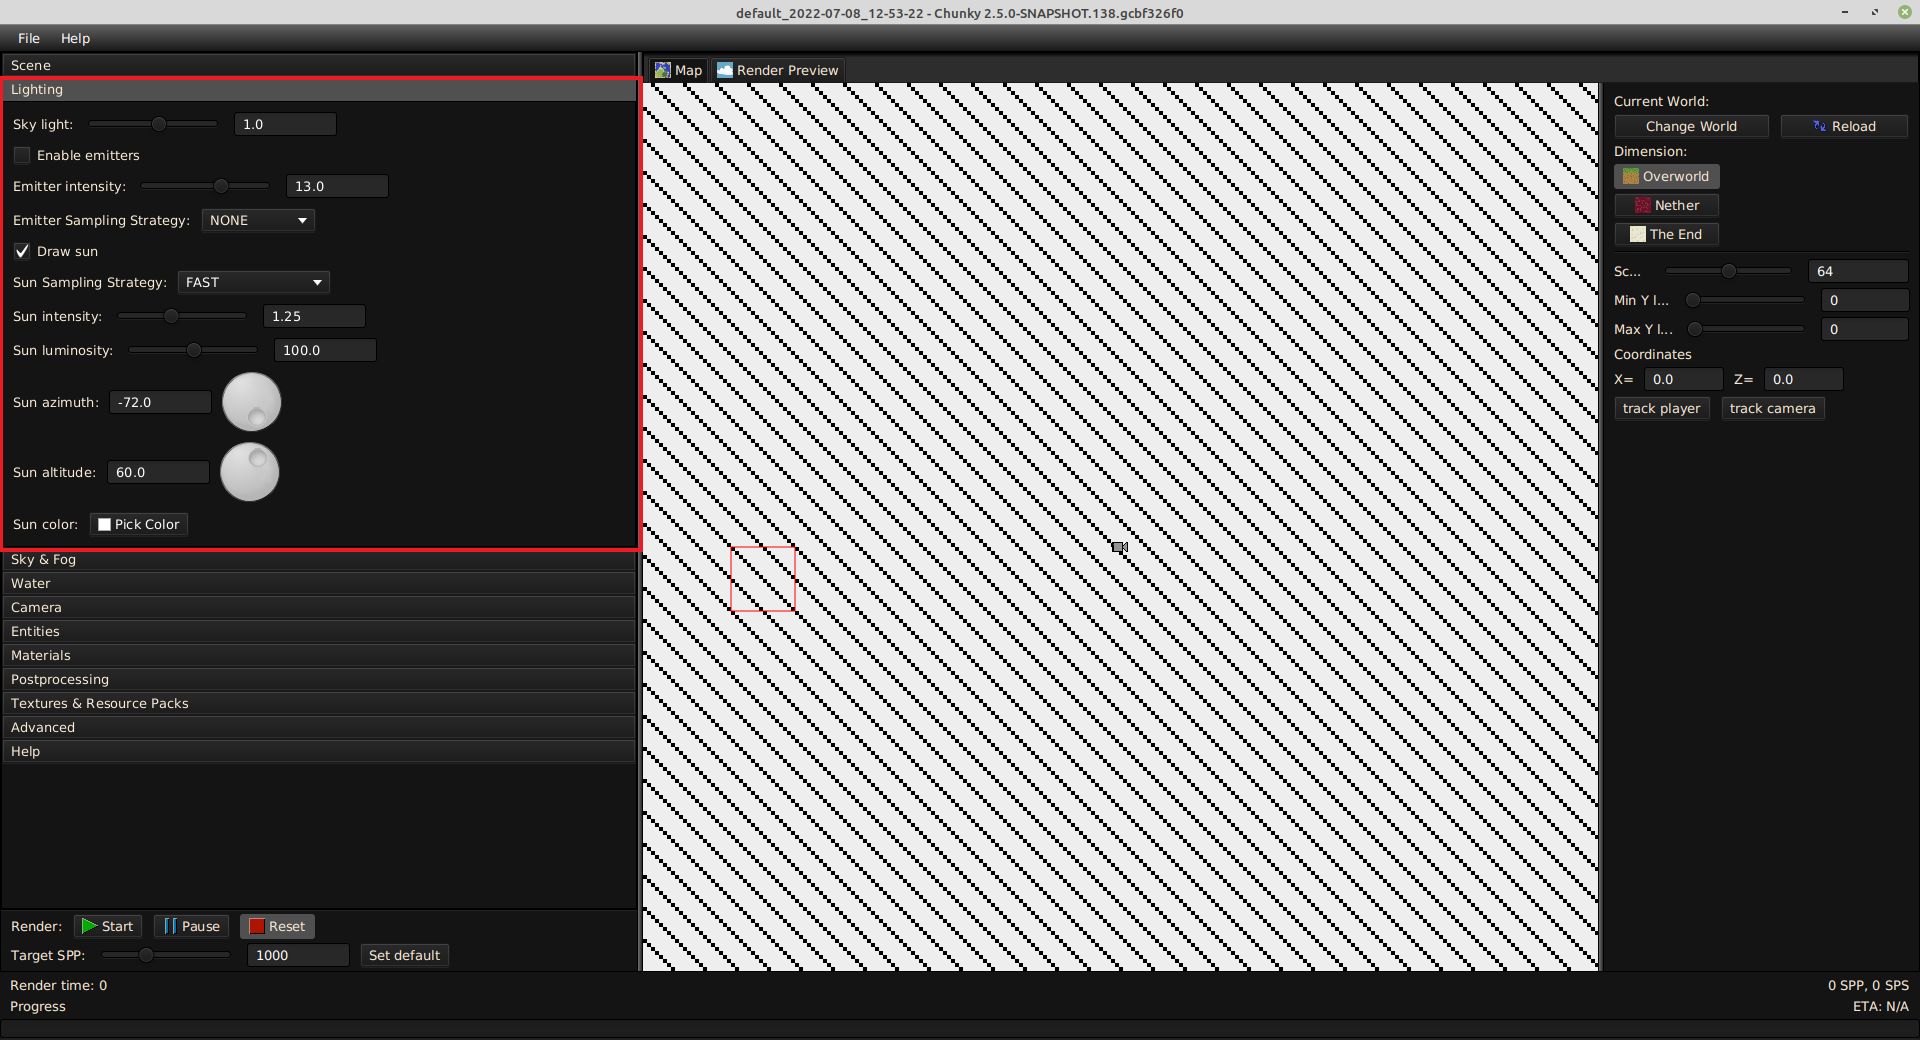 default_2022-07-08_12-53-22 - Chunky 2.5.0-SNAPSHOT.138.gcbf326f0
File Help
Scene
Lighting
Sky light: 1.0
Enable emitters
Emitter intensity: 13.0
Emitter Sampling Strategy: NONE
Draw sun
Sun Sampling Strategy: FAST
Sun intensity: 1.25
Sun luminosity: 100.0
Sun azimuth: -72.0
Sun altitude: 60.0
Sun color: Pick Color
Sky & Fog
Water
Camera
Entities
Materials
Postprocessing
Textures & Resource Packs
Advanced
Help
Render: Start Pause Reset
Target SPP: 1000 Set default
Map Render Preview
Current World:
Change World Reload
Dimension:
Overworld
Nether
The End
Sc... 64
Min Y l... 0
Max Y l... 0
Coordinates
X= 0.0 Z= 0.0
track player track camera
Render time: 0
Progress
0 SPP, 0 SPS
ETA: N/A